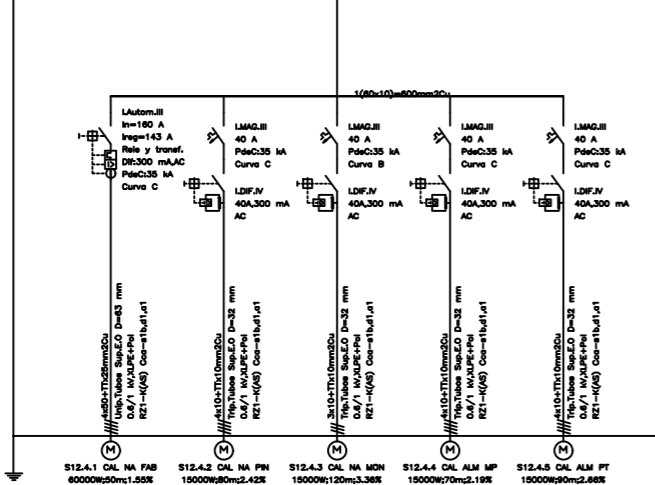 1(60x10)=600mm2Cu
I.Autom.III
In=160 A
Ireg=143 A
Rele y transf.
Dif:300 mA,AC
PdeC:35 kA
Curva C
I.MAG.III
40 A
PdeC:35 kA
Curva C
I.DIF.IV
40A,300 mA
AC
I.MAG.III
40 A
PdeC:35 kA
Curva B
I.DIF.IV
40A,300 mA
AC
I.MAG.III
40 A
PdeC:35 kA
Curva C
I.DIF.IV
40A,300 mA
AC
I.MAG.III
40 A
PdeC:35 kA
Curva C
I.DIF.IV
40A,300 mA
AC
4x50+TTx25mm2Cu
Unip.Tubos Sup.E.O D=63 mm
0.6/1 kV,XLPE+Pol
RZ1-K(AS) Cca-s1b,d1,a1
4x10+TTx10mm2Cu
Trip.Tubos Sup.E.O D=32 mm
0.6/1 kV,XLPE+Pol
RZ1-K(AS) Cca-s1b,d1,a1
3x10+TTx10mm2Cu
Trip.Tubos Sup.E.O D=32 mm
0.6/1 kV,XLPE+Pol
RZ1-K(AS) Cca-s1b,d1,a1
4x10+TTx10mm2Cu
Trip.Tubos Sup.E.O D=32 mm
0.6/1 kV,XLPE+Pol
RZ1-K(AS) Cca-s1b,d1,a1
4x10+TTx10mm2Cu
Trip.Tubos Sup.E.O D=32 mm
0.6/1 kV,XLPE+Pol
RZ1-K(AS) Cca-s1b,d1,a1
M
M
M
M
M
S12.4.1 CAL NA FAB
60000W;50m;1.55%
S12.4.2 CAL NA PIN
15000W;80m;2.42%
S12.4.3 CAL NA MON
15000W;120m;3.36%
S12.4.4 CAL ALM MP
15000W;70m;2.19%
S12.4.5 CAL ALM PT
15000W;90m;2.66%